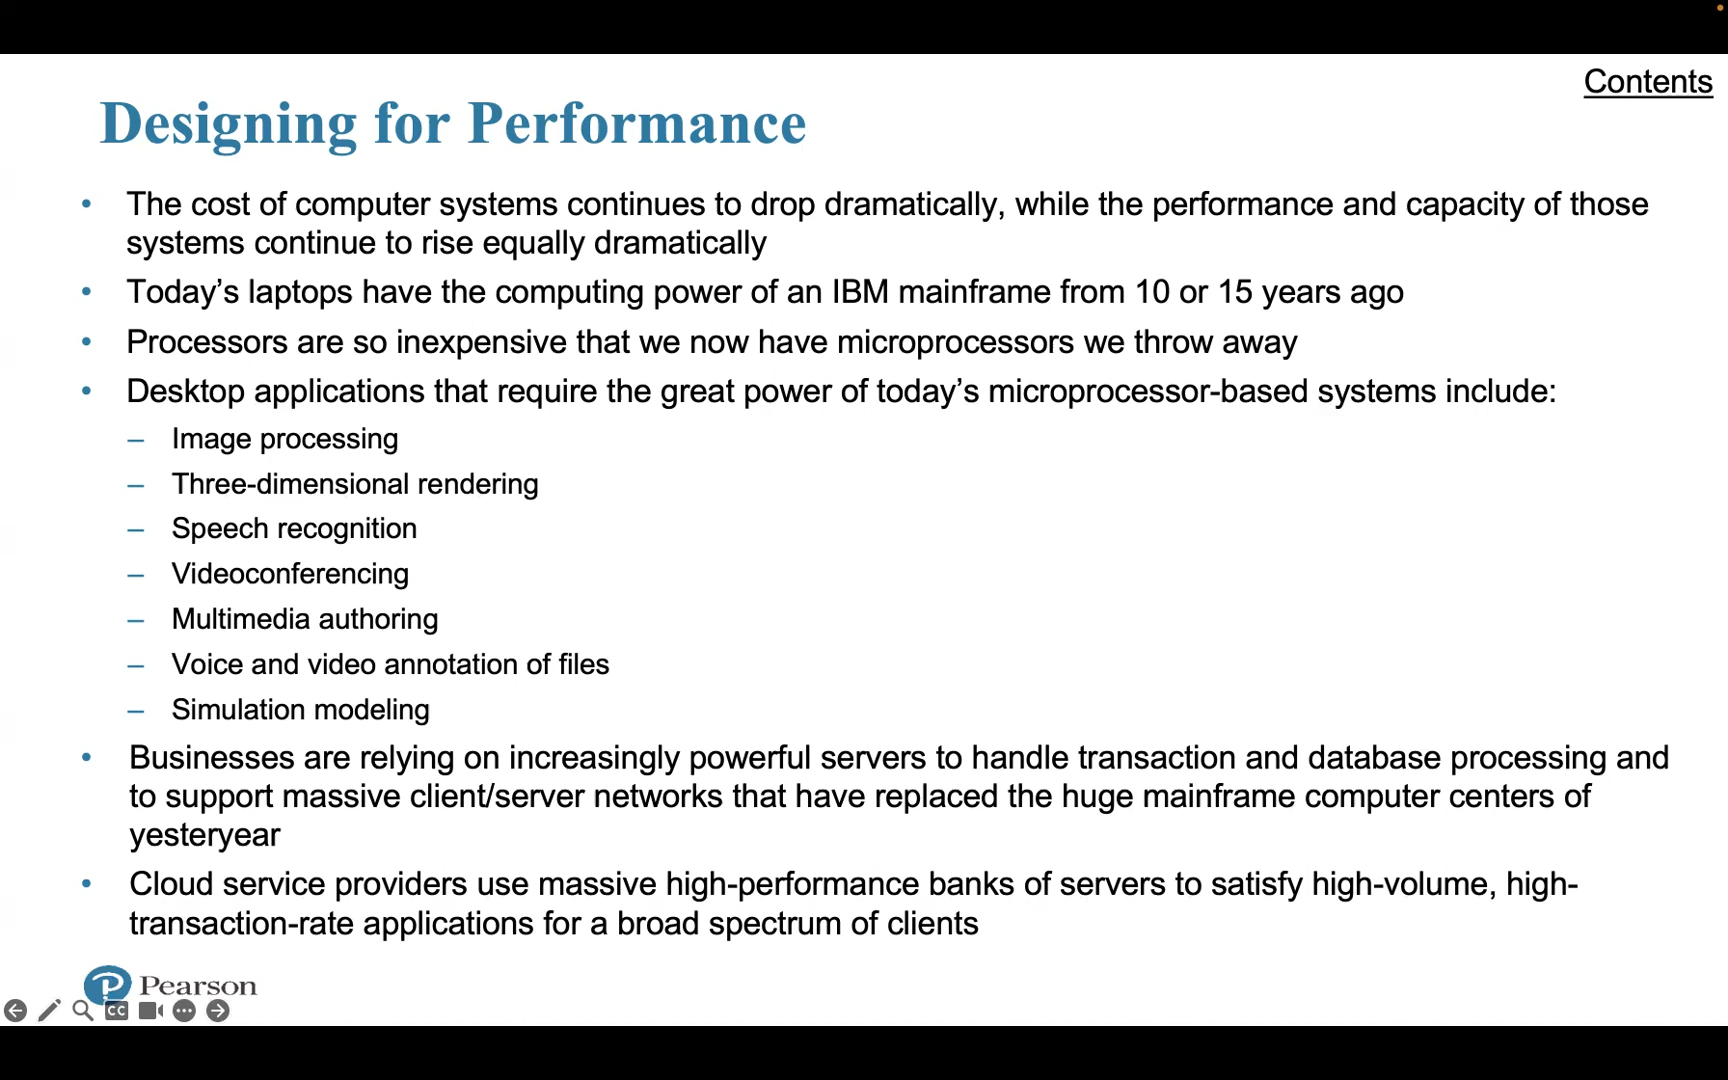 Contents
Designing for Performance
• The cost of computer systems continues to drop dramatically, while the performance and capacity of those
systems continue to rise equally dramatically
• Today’s laptops have the computing power of an IBM mainframe from 10 or 15 years ago
• Processors are so inexpensive that we now have microprocessors we throw away
• Desktop applications that require the great power of today’s microprocessor-based systems include:
– Image processing
– Three-dimensional rendering
– Speech recognition
– Videoconferencing
– Multimedia authoring
– Voice and video annotation of files
– Simulation modeling
• Businesses are relying on increasingly powerful servers to handle transaction and database processing and
to support massive client/server networks that have replaced the huge mainframe computer centers of
yesteryear
• Cloud service providers use massive high-performance banks of servers to satisfy high-volume, high-
transaction-rate applications for a broad spectrum of clients
P Pearson
CC